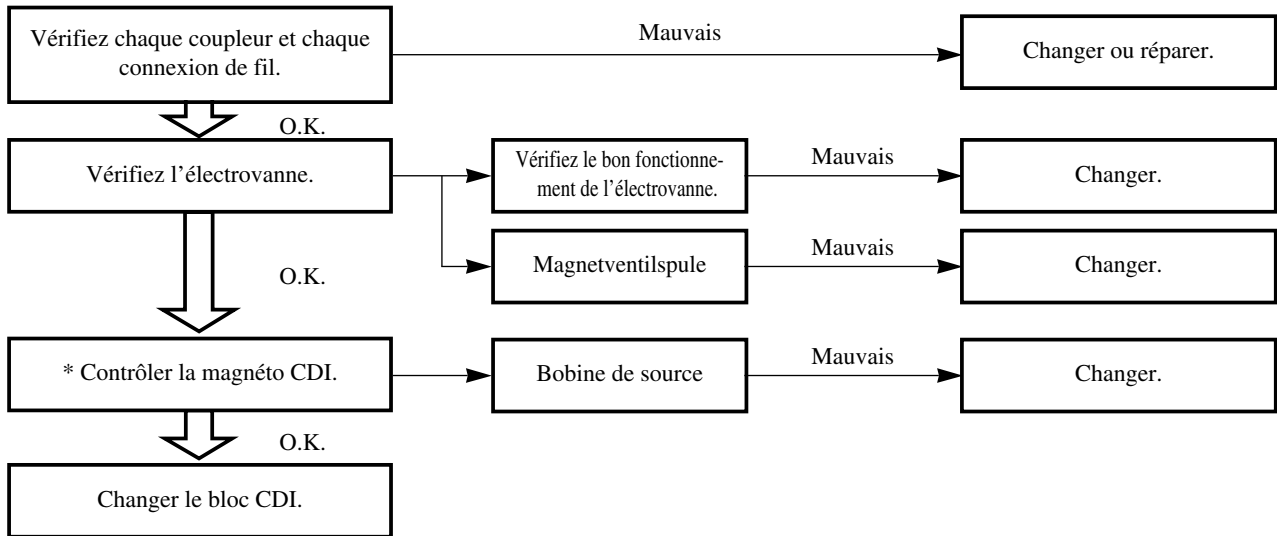 Vérifiez chaque coupleur et chaque
connexion de fil.
Mauvais
Changer ou réparer.
O.K.
Vérifiez l’électrovanne.
Vérifiez le bon fonctionne-
ment de l’électrovanne.
Mauvais
Changer.
Magnetventilspule
Mauvais
Changer.
O.K.
* Contrôler la magnéto CDI.
Bobine de source
Mauvais
Changer.
O.K.
Changer le bloc CDI.